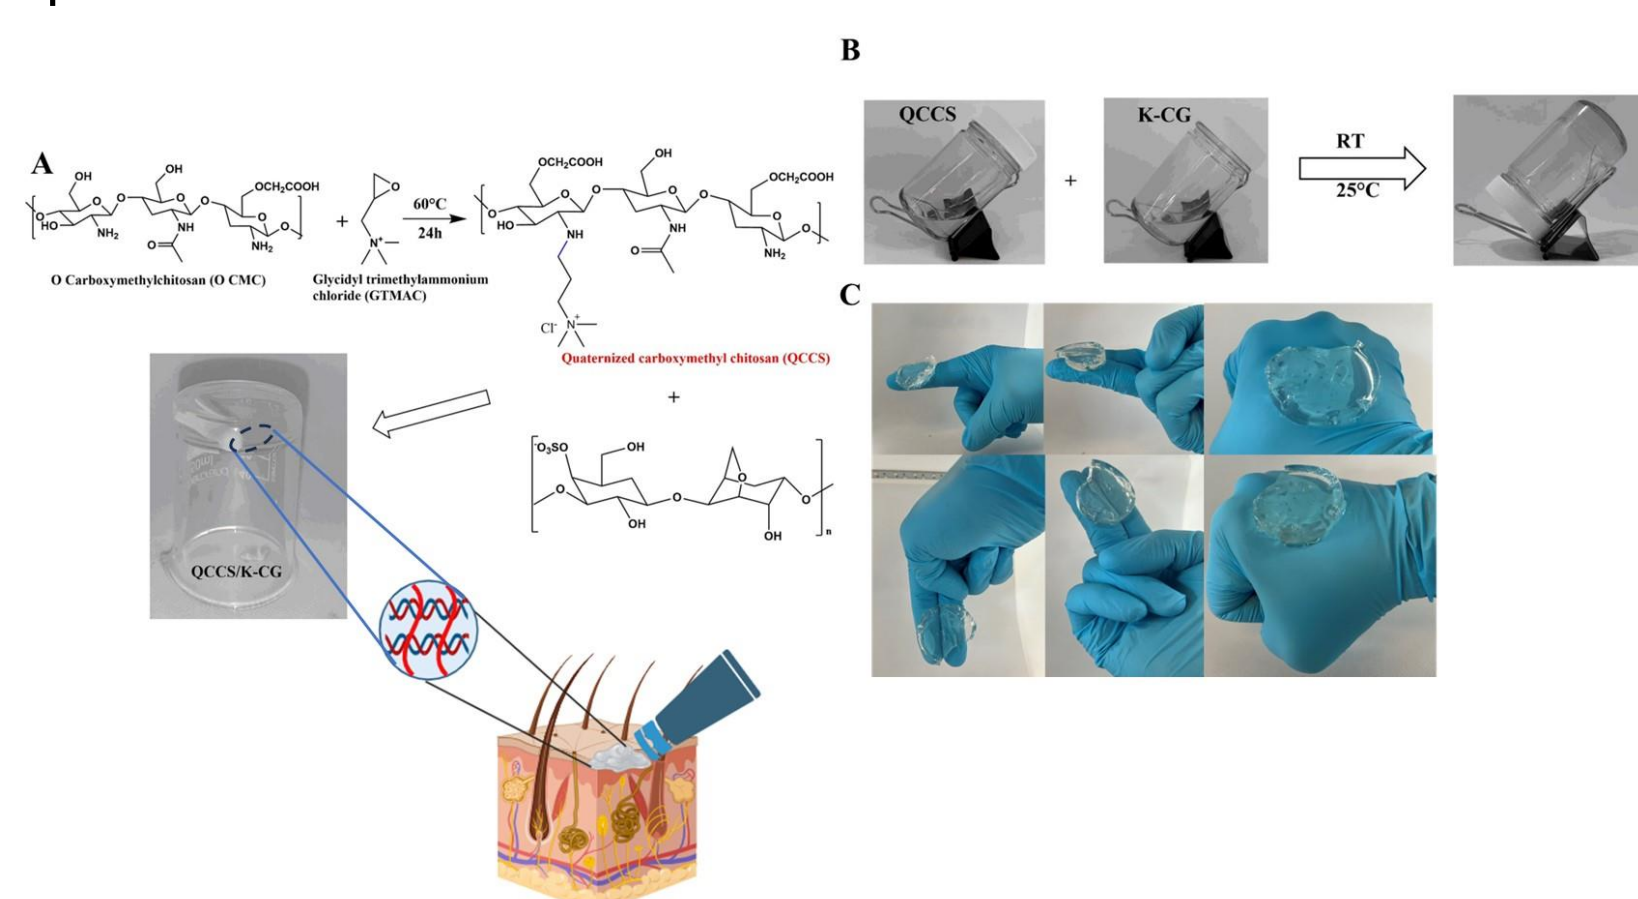 A
OH
OH
OCH2COOH
O
O
O
O
O
O
HO
NH2
NH
O
NH2
O Carboxymethylchitosan (O CMC)
+
O
N+
Glycidyl trimethylammonium
chloride (GTMAC)
60°C
24h
OCH2COOH
OH
OCH2COOH
O
O
O
O
O
O
O
HO
NH
NH
O
NH2
Cl-
N+
Quaternized carboxymethyl chitosan (QCCS)
+
-O3SO
OH
O
O
O
O
OH
OH
n
QCCS/K-CG
B
QCCS
+
K-CG
RT
25°C
C